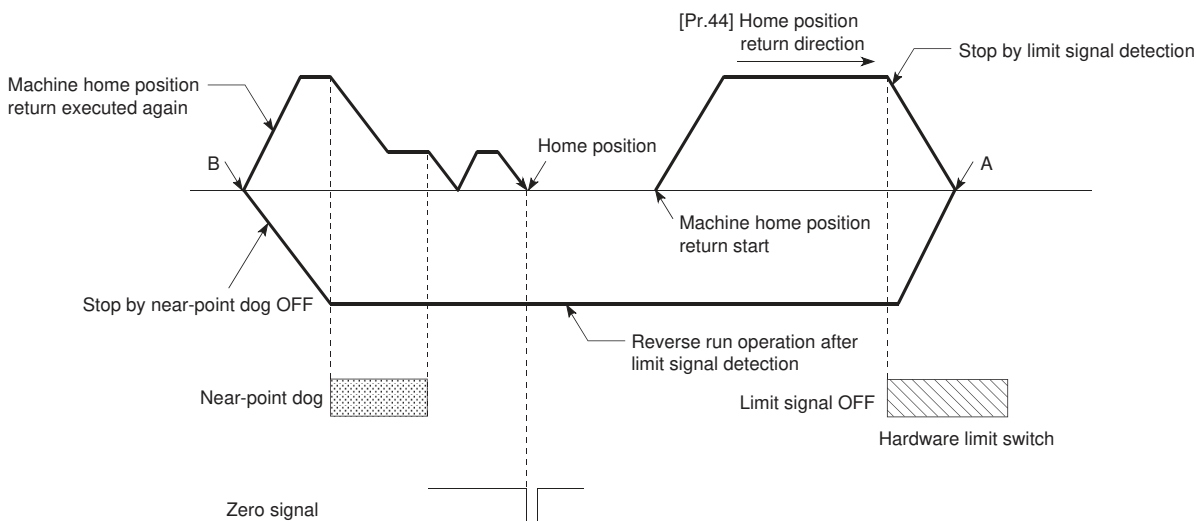 [Pr.44] Home position
return direction
Stop by limit signal detection
Machine home position
return executed again
Home position
B
A
Machine home position
return start
Stop by near-point dog OFF
Reverse run operation after
limit signal detection
Near-point dog
Limit signal OFF
Hardware limit switch
Zero signal